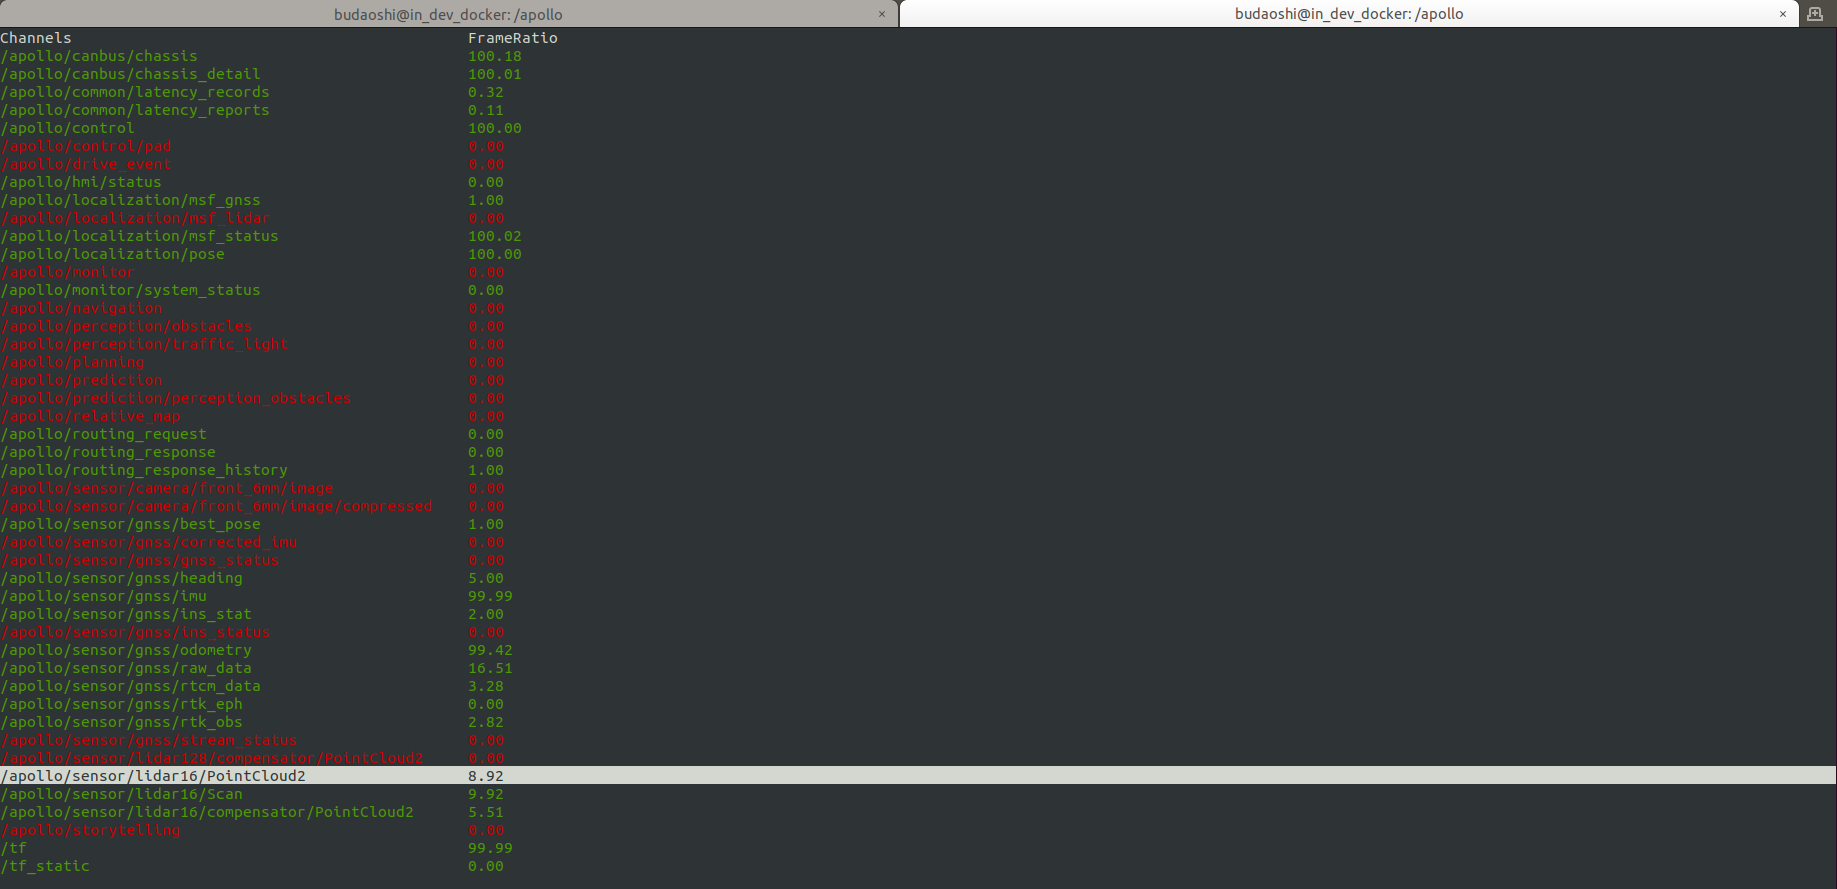 budaoshi@in_dev_docker: /apollo × budaoshi@in_dev_docker: /apollo ×
Channels FrameRatio
/apollo/canbus/chassis 100.18
/apollo/canbus/chassis_detail 100.01
/apollo/common/latency_records 0.32
/apollo/common/latency_reports 0.11
/apollo/control 100.00
/apollo/control/pad 0.00
/apollo/drive_event 0.00
/apollo/hmi/status 0.00
/apollo/localization/msf_gnss 1.00
/apollo/localization/msf_lidar 0.00
/apollo/localization/msf_status 100.02
/apollo/localization/pose 100.00
/apollo/monitor 0.00
/apollo/monitor/system_status 0.00
/apollo/navigation 0.00
/apollo/perception/obstacles 0.00
/apollo/perception/traffic_light 0.00
/apollo/planning 0.00
/apollo/prediction 0.00
/apollo/prediction/perception_obstacles 0.00
/apollo/relative_map 0.00
/apollo/routing_request 0.00
/apollo/routing_response 0.00
/apollo/routing_response_history 1.00
/apollo/sensor/camera/front_6mm/image 0.00
/apollo/sensor/camera/front_6mm/image/compressed 0.00
/apollo/sensor/gnss/best_pose 1.00
/apollo/sensor/gnss/corrected_imu 0.00
/apollo/sensor/gnss/gnss_status 0.00
/apollo/sensor/gnss/heading 5.00
/apollo/sensor/gnss/imu 99.99
/apollo/sensor/gnss/ins_stat 2.00
/apollo/sensor/gnss/ins_status 0.00
/apollo/sensor/gnss/odometry 99.42
/apollo/sensor/gnss/raw_data 16.51
/apollo/sensor/gnss/rtcm_data 3.28
/apollo/sensor/gnss/rtk_eph 0.00
/apollo/sensor/gnss/rtk_obs 2.82
/apollo/sensor/gnss/stream_status 0.00
/apollo/sensor/lidar128/compensator/PointCloud2 0.00
/apollo/sensor/lidar16/PointCloud2 8.92
/apollo/sensor/lidar16/Scan 9.92
/apollo/sensor/lidar16/compensator/PointCloud2 5.51
/apollo/storytelling 0.00
/tf 99.99
/tf_static 0.00